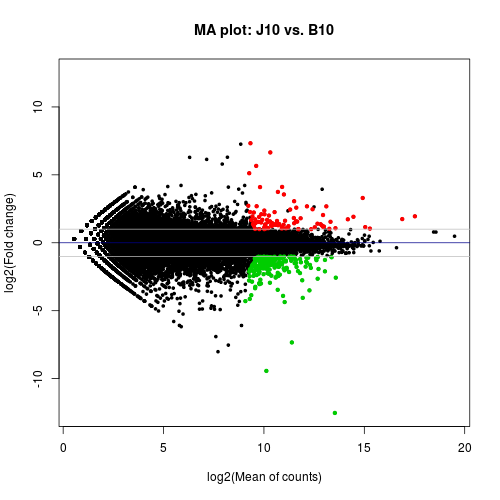 MA plot: J10 vs. B10
log2(Fold change)
10
5
0
-5
-10
0 5 10 15 20
log2(Mean of counts)